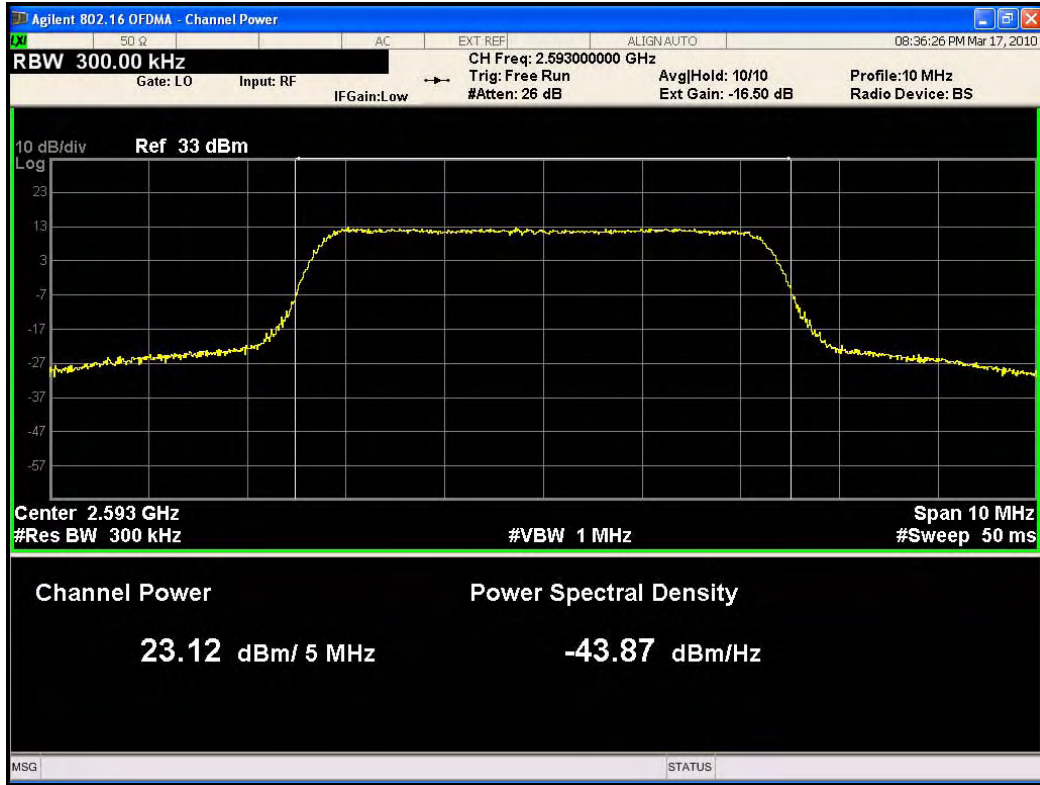 Agilent 802.16 OFDMA - Channel Power
LXI 50 Ω AC EXT REF ALIGN AUTO 08:36:26 PM Mar 17, 2010
RBW 300.00 kHz CH Freq: 2.593000000 GHz
Gate: LO Input: RF Trig: Free Run Avg|Hold: 10/10 Profile:10 MHz
IFGain:Low #Atten: 26 dB Ext Gain: -16.50 dB Radio Device: BS
10 dB/div Ref 33 dBm
Log
23
13
3
-7
-17
-27
-37
-47
-57
Center 2.593 GHz Span 10 MHz
#Res BW 300 kHz #VBW 1 MHz #Sweep 50 ms
Channel Power Power Spectral Density
23.12 dBm/ 5 MHz -43.87 dBm/Hz
MSG STATUS